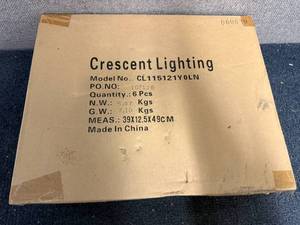 Crescent Lighting
Model No. CL115121Y0LN
PO.NO:
Quantity.: 6 Pcs
N.W.: Kgs
G.W.: Kgs
MEAS.: 39X12.5X49CM
Made In China